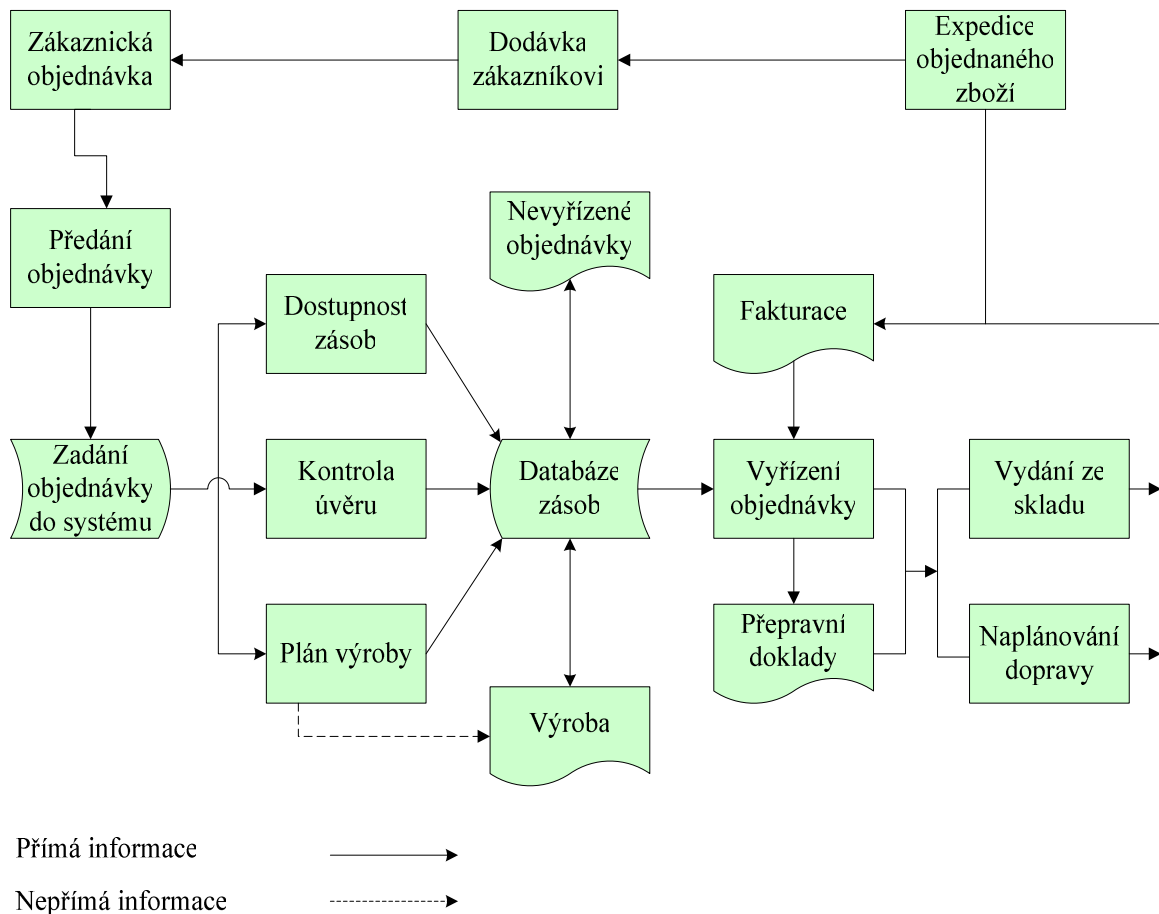 Zákaznická
objednávka
Dodávka
zákazníkovi
Expedice
objednaného
zboží
Předání
objednávky
Nevyřízené
objednávky
Dostupnost
zásob
Fakturace
Zadání
objednávky
do systému
Kontrola
úvěru
Databáze
zásob
Vyřízení
objednávky
Vydání ze
skladu
Plán výroby
Přepravní
doklady
Naplánování
dopravy
Výroba
Přímá informace
Nepřímá informace